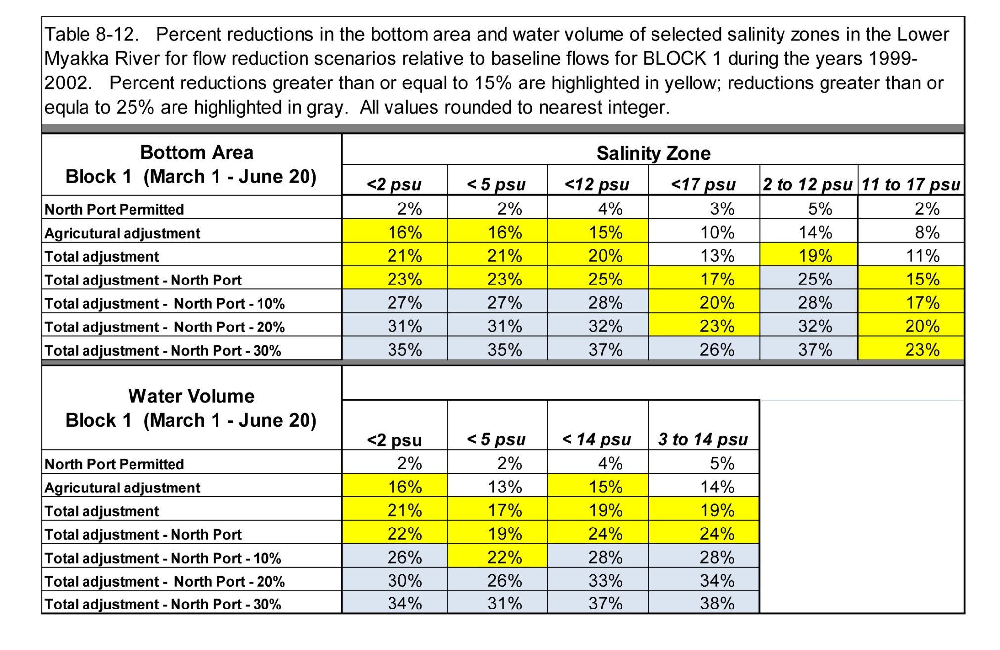 Table 8-12.   Percent reductions in the bottom area and water volume of selected salinity zones in the Lower
Myakka River for flow reduction scenarios relative to baseline flows for BLOCK 1 during the years 1999-
2002.   Percent reductions greater than or equal to 15% are highlighted in yellow; reductions greater than or
equla to 25% are highlighted in gray.  All values rounded to nearest integer.
Bottom Area
Block 1  (March 1 - June 20)
Salinity Zone
<2 psu < 5 psu <12 psu <17 psu 2 to 12 psu 11 to 17 psu
North Port Permitted 2% 2% 4% 3% 5% 2%
Agricutural adjustment 16% 16% 15% 10% 14% 8%
Total adjustment 21% 21% 20% 13% 19% 11%
Total adjustment - North Port 23% 23% 25% 17% 25% 15%
Total adjustment -  North Port - 10% 27% 27% 28% 20% 28% 17%
Total adjustment -  North Port - 20% 31% 31% 32% 23% 32% 20%
Total adjustment - North Port - 30% 35% 35% 37% 26% 37% 23%
Water Volume
Block 1  (March 1 - June 20)
<2 psu < 5 psu < 14 psu 3 to 14 psu
North Port Permitted 2% 2% 4% 5%
Agricutural adjustment 16% 13% 15% 14%
Total adjustment 21% 17% 19% 19%
Total adjustment - North Port 22% 19% 24% 24%
Total adjustment - North Port - 10% 26% 22% 28% 28%
Total adjustment -  North Port - 20% 30% 26% 33% 34%
Total adjustment - North Port - 30% 34% 31% 37% 38%